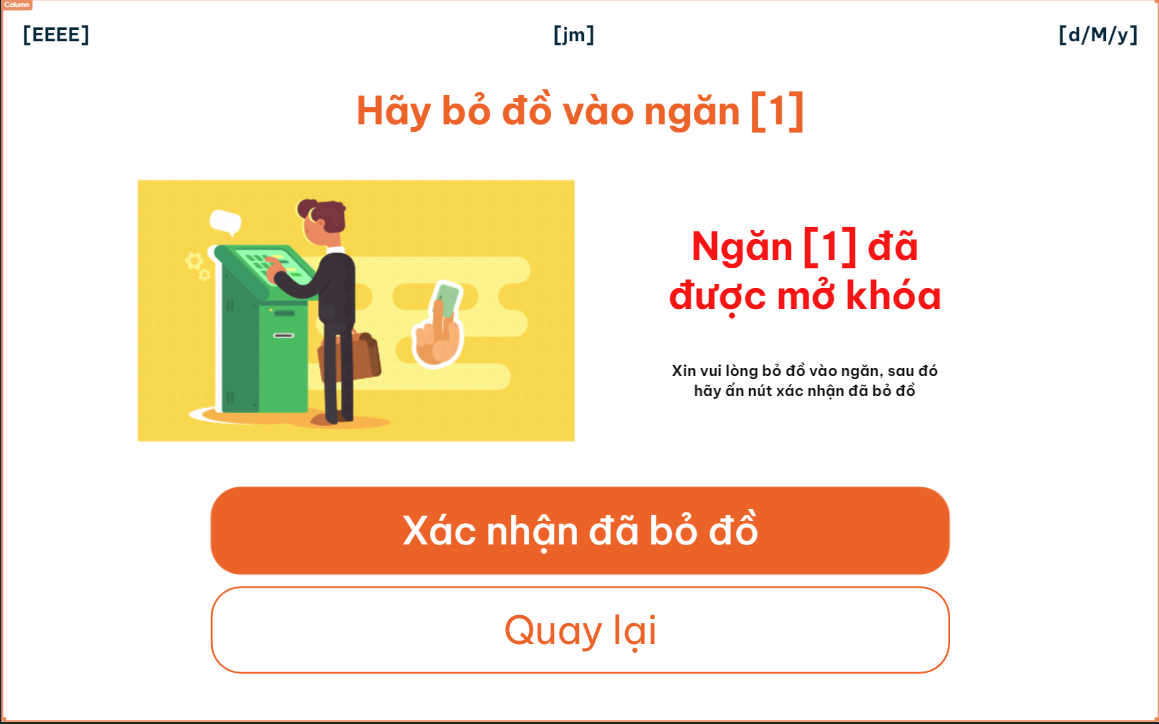 Column
[EEEE] [jm] [d/M/y]
Hãy bỏ đồ vào ngăn [1]
Ngăn [1] đã
được mở khóa
Xin vui lòng bỏ đồ vào ngăn, sau đó
hãy ấn nút xác nhận đã bỏ đồ
Xác nhận đã bỏ đồ
Quay lại